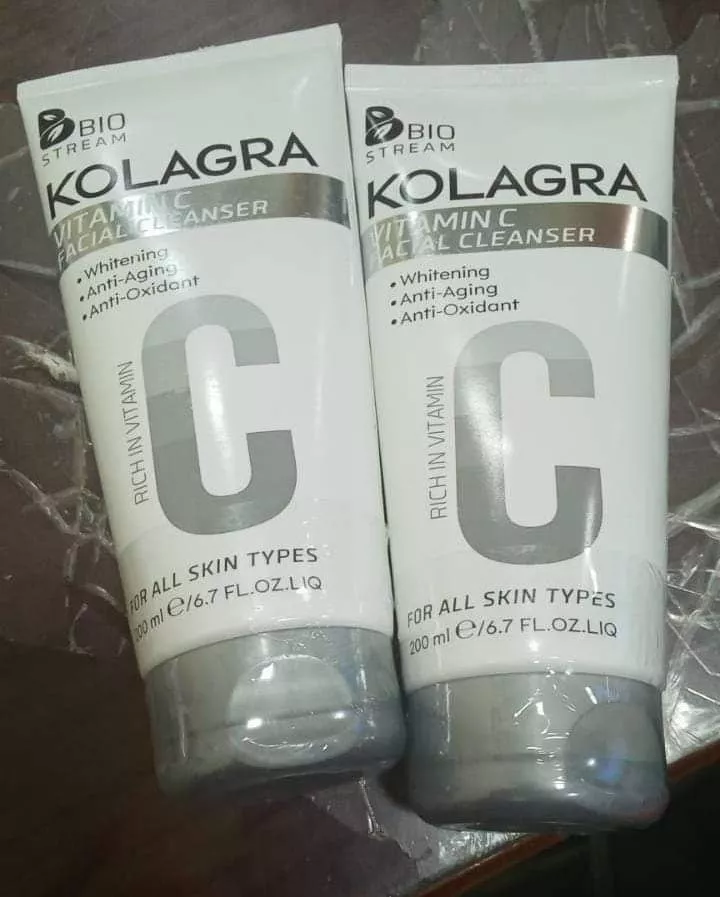 BIO
STREAM
KOLAGRA
VITAMIN C
FACIAL CLEANSER
• Whitening
• Anti-Aging
• Anti-Oxidant
RICH IN VITAMIN
C
FOR ALL SKIN TYPES
200 ml e/6.7 FL.OZ.LIQ
BIO
STREAM
KOLAGRA
VITAMIN C
FACIAL CLEANSER
• Whitening
• Anti-Aging
• Anti-Oxidant
RICH IN VITAMIN
C
FOR ALL SKIN TYPES
200 ml e/6.7 FL.OZ.LIQ